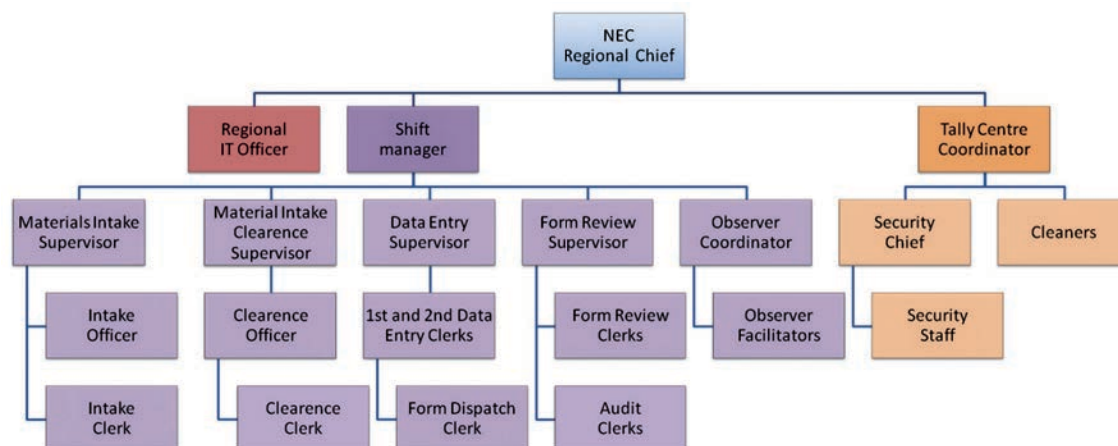 NEC
Regional Chief
Regional
IT Officer
Shift
manager
Tally Centre
Coordinator
Materials Intake
Supervisor
Material Intake
Clearance
Supervisor
Data Entry
Supervisor
Form Review
Supervisor
Observer
Coordinator
Security
Chief
Cleaners
Intake
Officer
Clearence
Officer
1st and 2nd Data
Entry Clerks
Form Review
Clerks
Observer
Facilitators
Security
Staff
Intake
Clerk
Clearence
Clerk
Form Dispatch
Clerk
Audit
Clerks